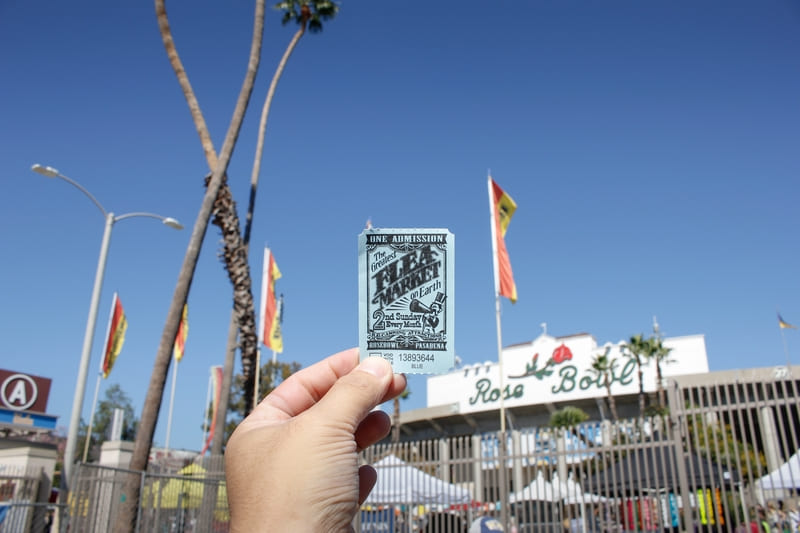 ONE ADMISSION
The
Greatest
FLEA
MARKET
on Earth
2nd Sunday
Every Month
ROSEBOWL PASADENA
13893644
BLUE
Rose Bowl
A